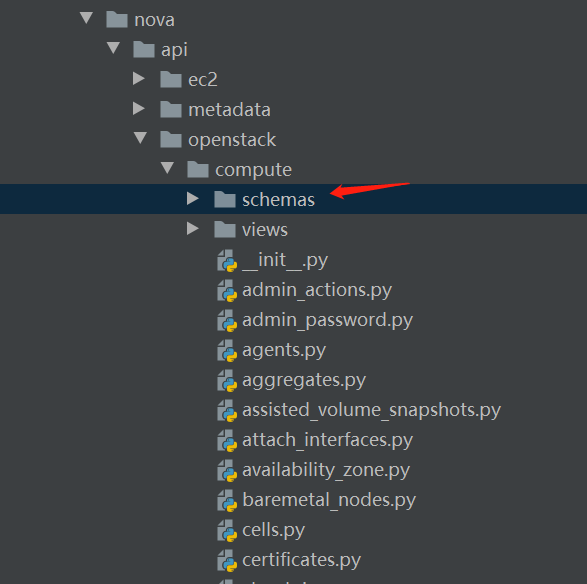 nova
api
ec2
metadata
openstack
compute
schemas
views
__init__.py
admin_actions.py
admin_password.py
agents.py
aggregates.py
assisted_volume_snapshots.py
attach_interfaces.py
availability_zone.py
baremetal_nodes.py
cells.py
certificates.py